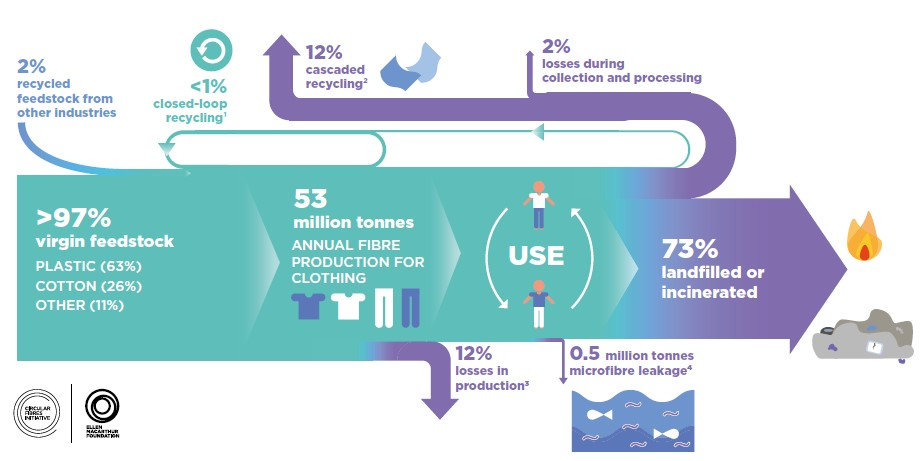 2%
recycled
feedstock from
other industries
<1%
closed-loop
recycling¹
12%
cascaded
recycling²
2%
losses during
collection and processing
>97%
virgin feedstock
PLASTIC (63%)
COTTON (26%)
OTHER (11%)
53
million tonnes
ANNUAL FIBRE
PRODUCTION FOR
CLOTHING
USE
73%
landfilled or
incinerated
12%
losses in
production³
0.5 million tonnes
microfibre leakage⁴
CIRCULAR
FIBRES
INITIATIVE
ELLEN
MACARTHUR
FOUNDATION